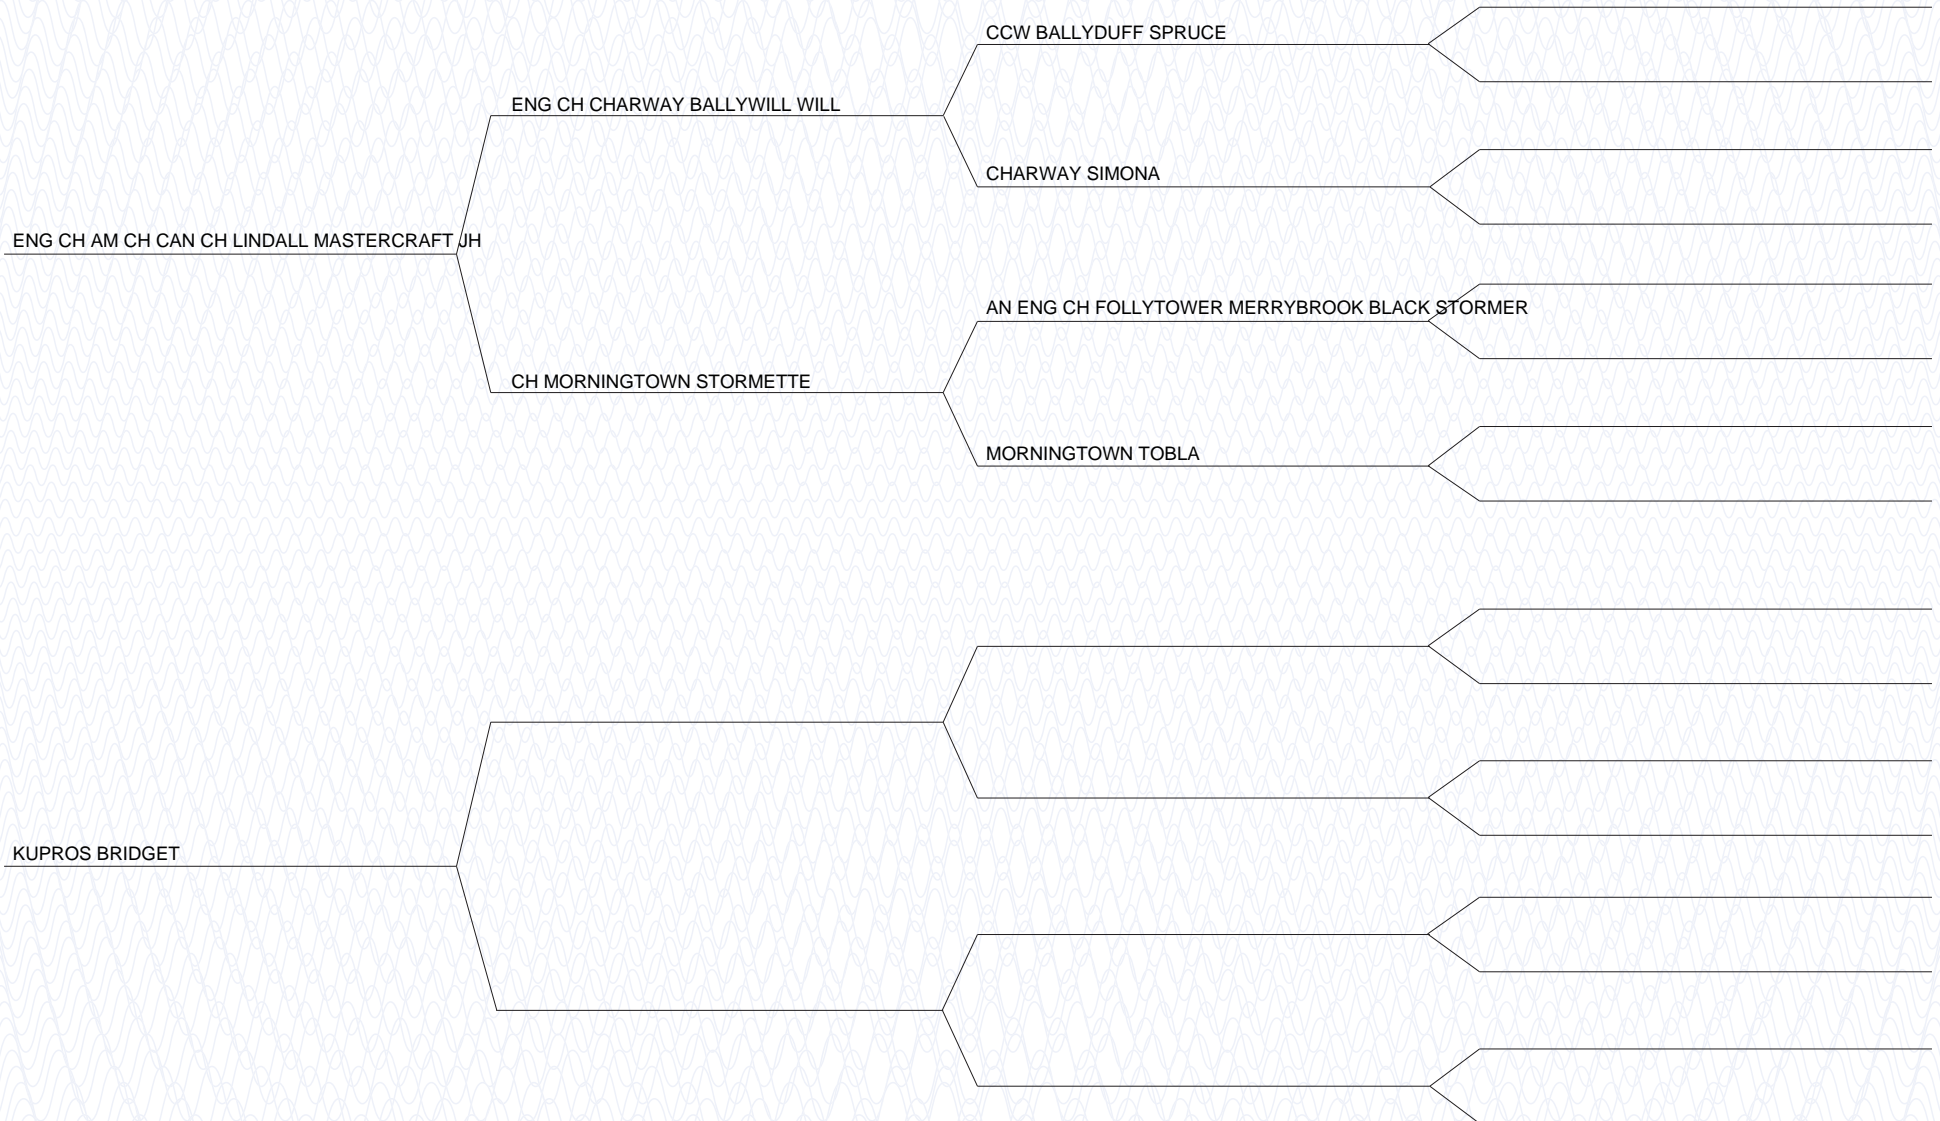 CCW BALLYDUFF SPRUCE
ENG CH CHARWAY BALLYWILL WILL
CHARWAY SIMONA
ENG CH AM CH CAN CH LINDALL MASTERCRAFT JH
AN ENG CH FOLLYTOWER MERRYBROOK BLACK STORMER
CH MORNINGTOWN STORMETTE
MORNINGTOWN TOBLA
KUPROS BRIDGET